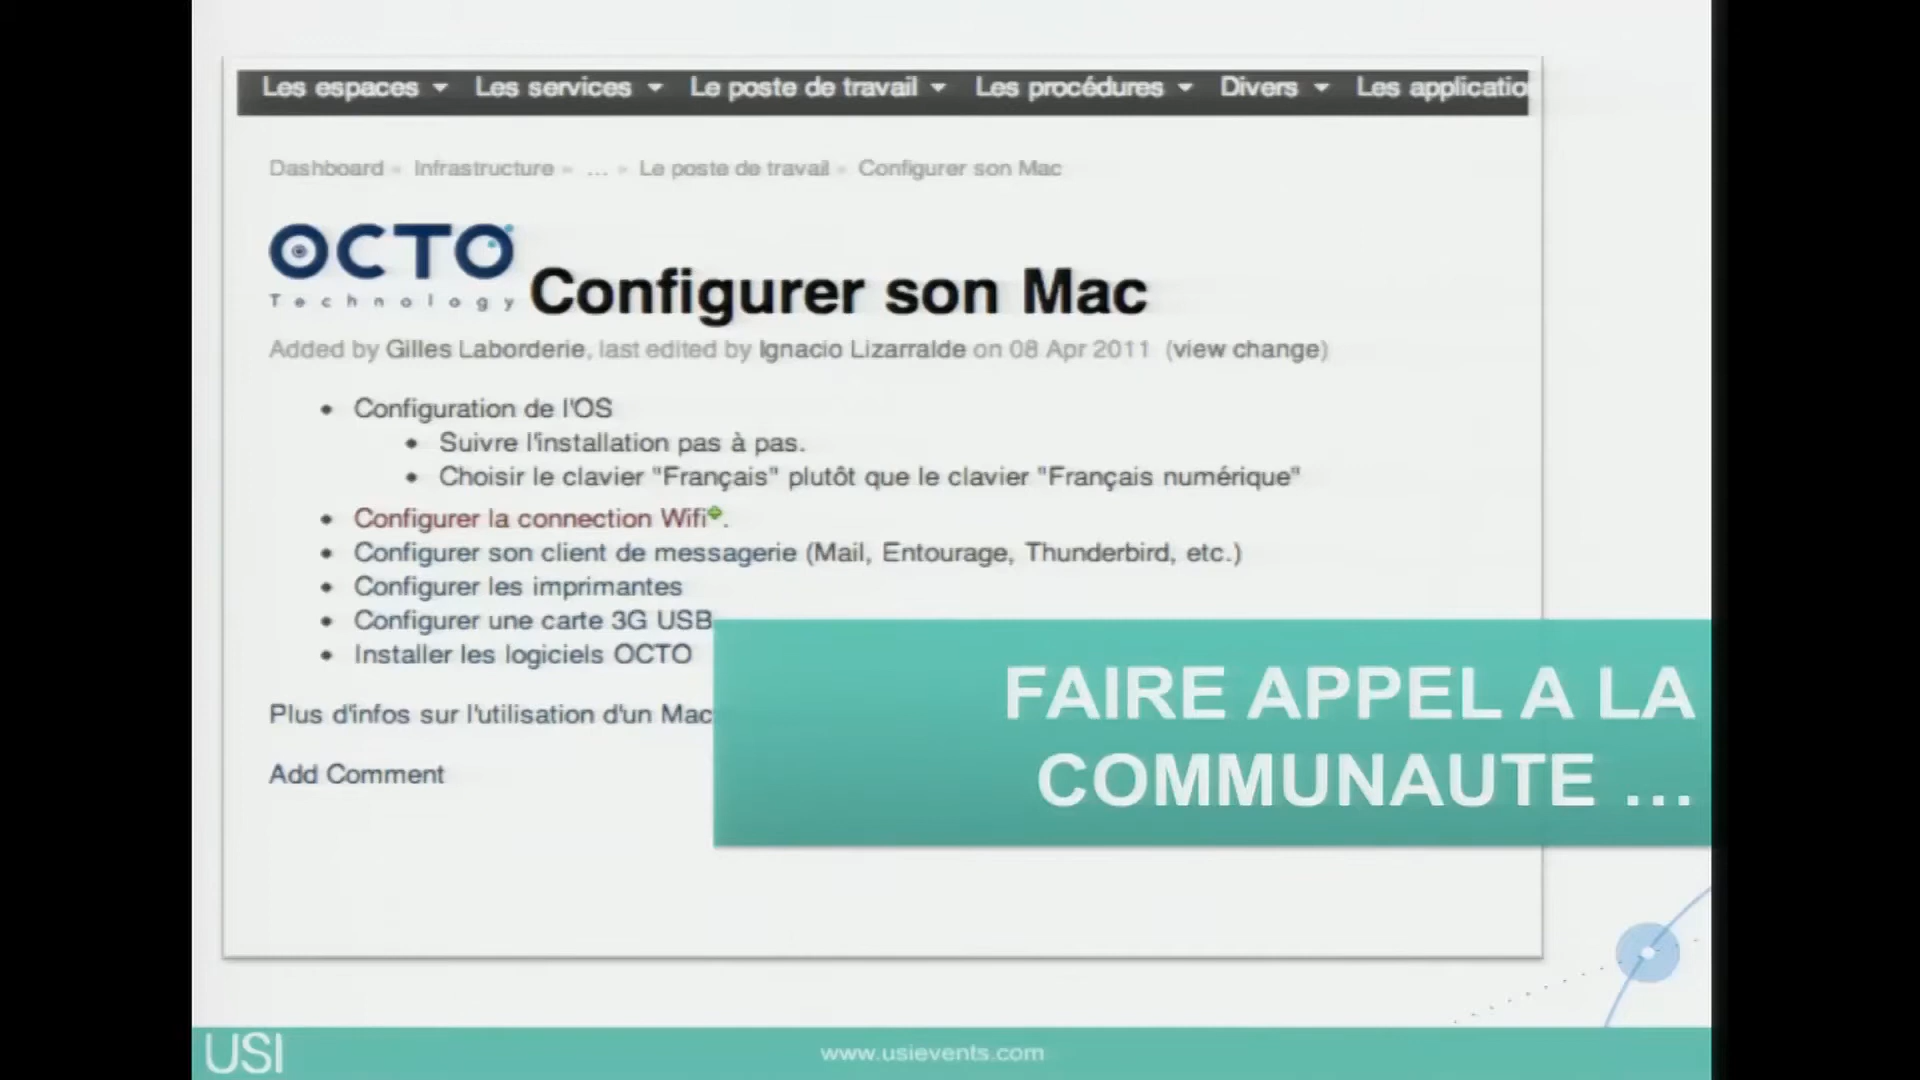 Les espaces Les services Le poste de travail Les procédures Divers Les applicatio
Dashboard Infrastructure ... Le poste de travail Configurer son Mac
OCTO
Technology
Configurer son Mac
Added by Gilles Laborderie, last edited by Ignacio Lizarralde on 08 Apr 2011 (view change)
Configuration de l'OS
Suivre l'installation pas à pas.
Choisir le clavier "Français" plutôt que le clavier "Français numérique"
Configurer la connection Wifi.
Configurer son client de messagerie (Mail, Entourage, Thunderbird, etc.)
Configurer les imprimantes
Configurer une carte 3G USB
Installer les logiciels OCTO
Plus d'infos sur l'utilisation d'un Mac
Add Comment
FAIRE APPEL A LA
COMMUNAUTE ...
USI
www.usievents.com